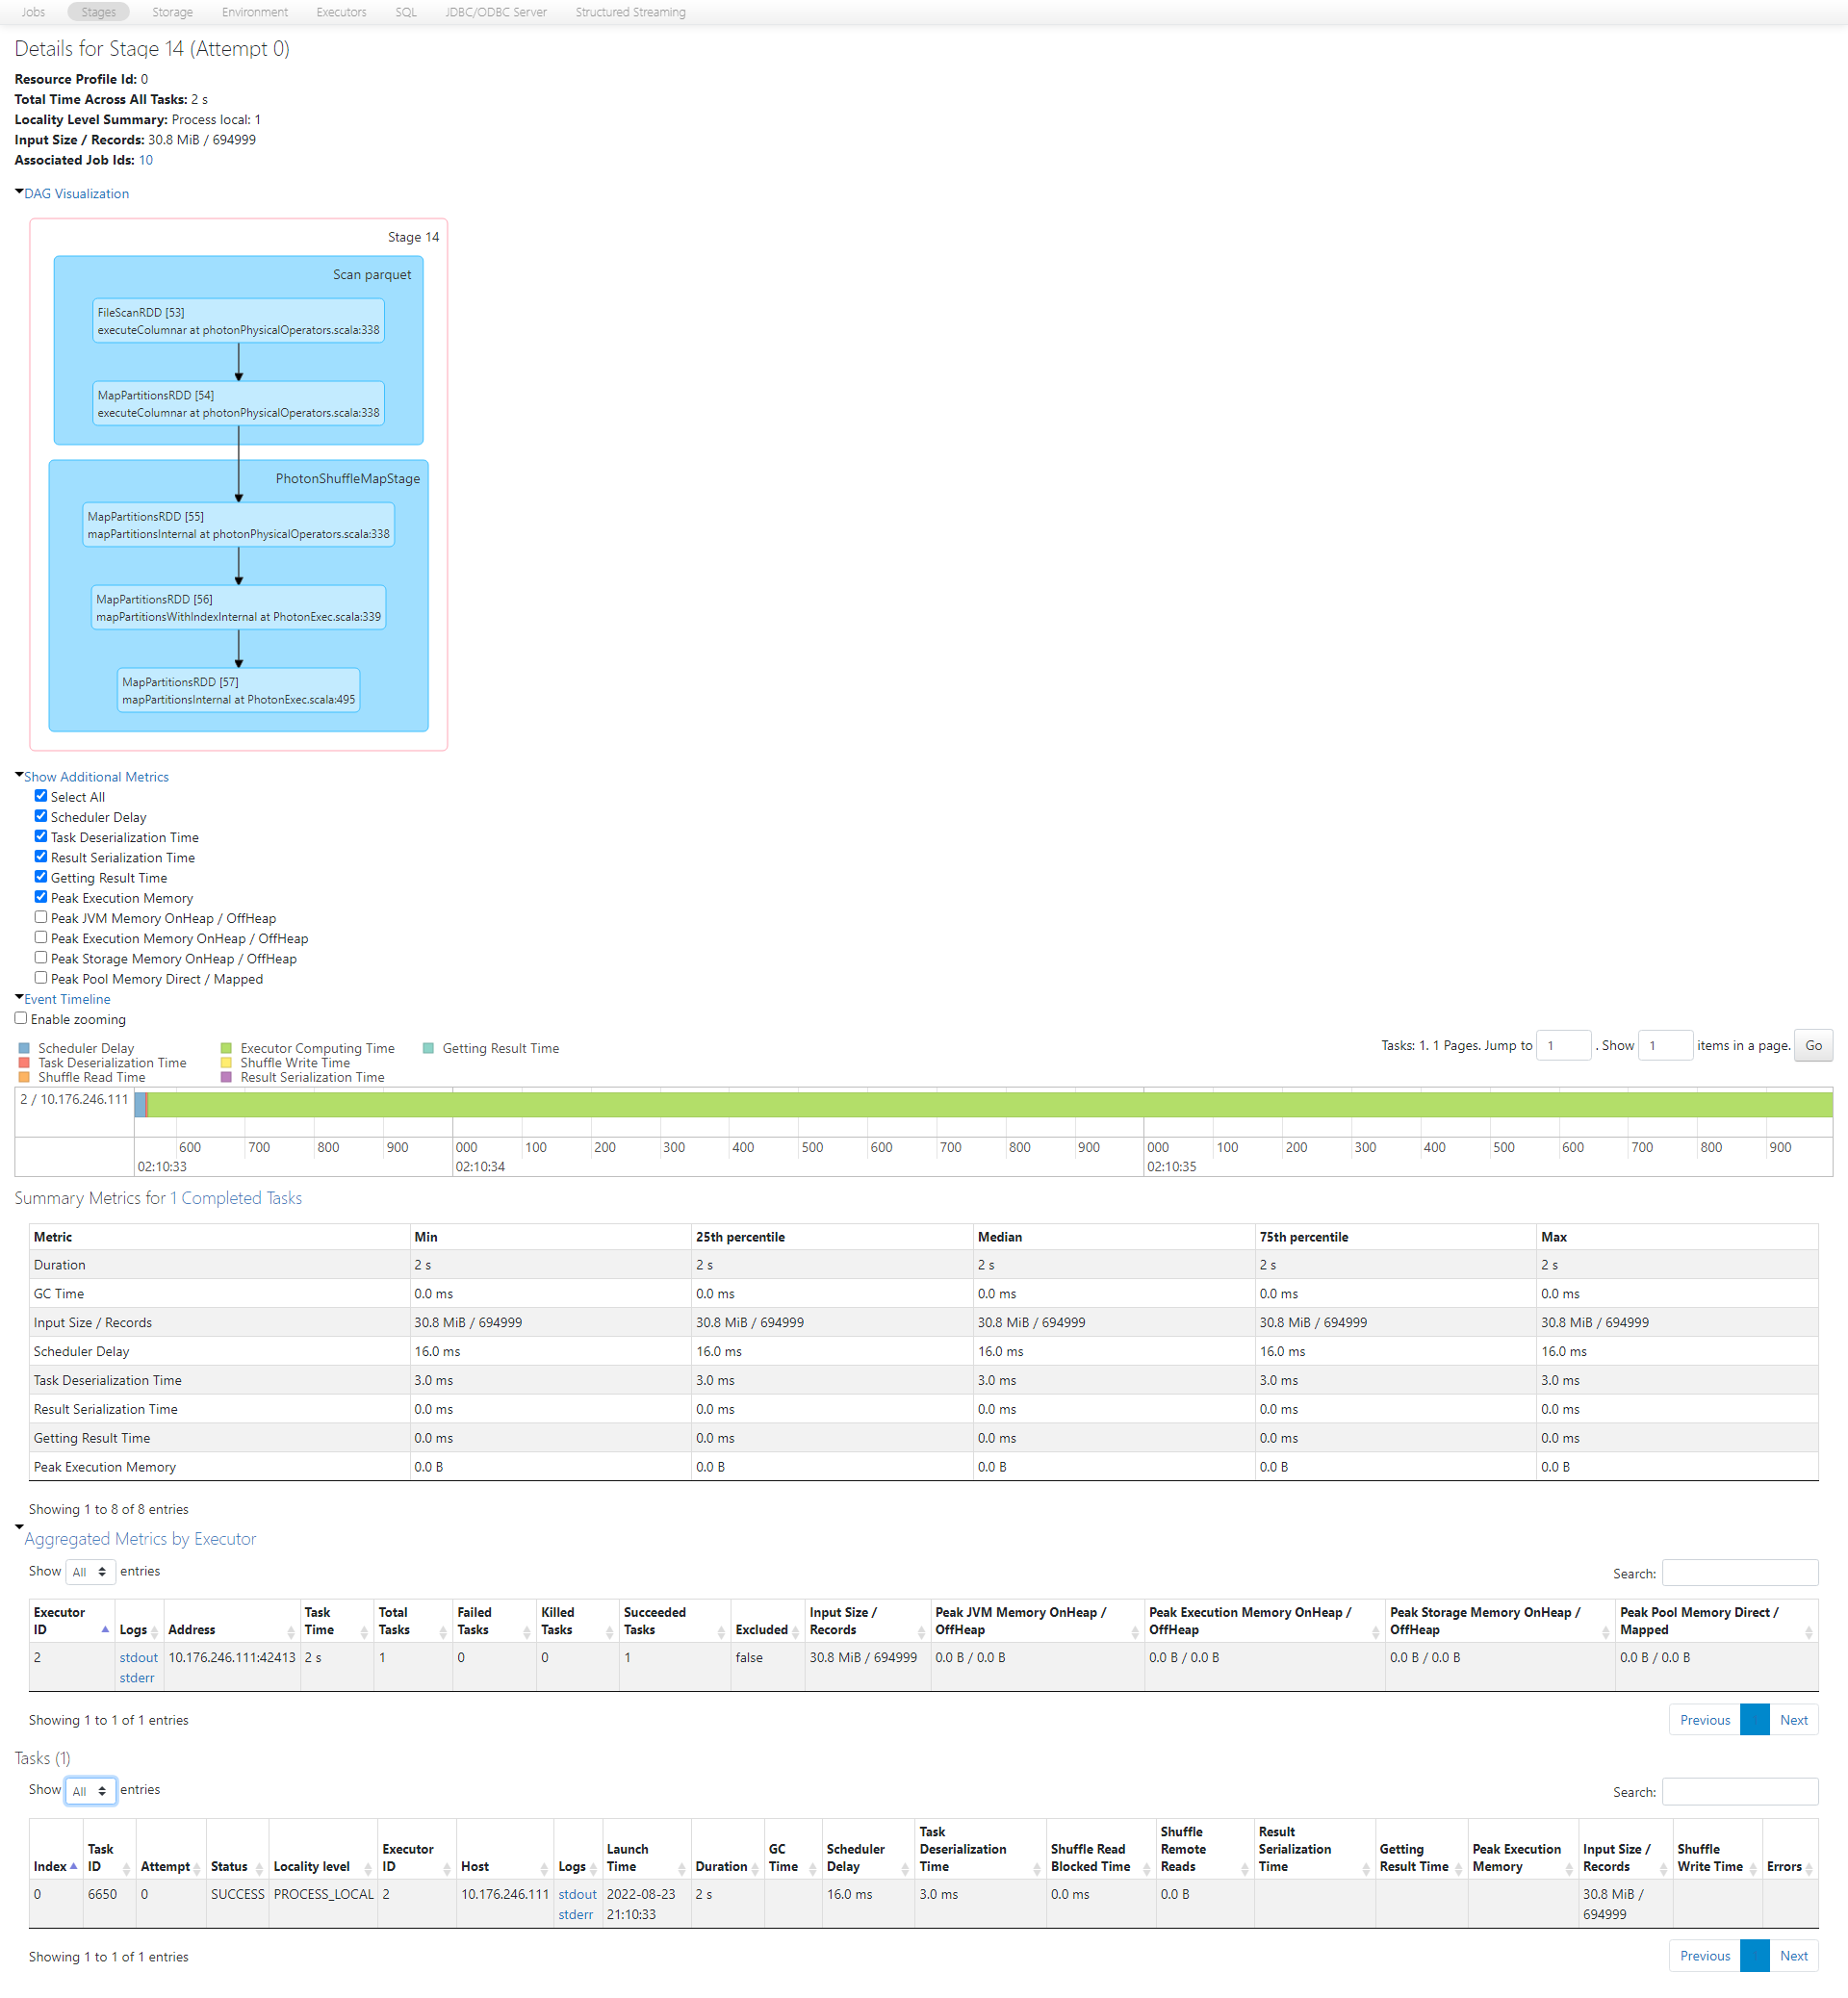 Jobs Stages Storage Environment Executors SQL JDBC/ODBC Server Structured Streaming
Details for Stage 14 (Attempt 0)
Resource Profile Id: 0
Total Time Across All Tasks: 2 s
Locality Level Summary: Process local: 1
Input Size / Records: 30.8 MiB / 694999
Associated Job Ids: 10
DAG Visualization
Stage 14
Scan parquet
FileScanRDD [53]
executeColumnar at photonPhysicalOperators.scala:338
MapPartitionsRDD [54]
executeColumnar at photonPhysicalOperators.scala:338
PhotonShuffleMapStage
MapPartitionsRDD [55]
mapPartitionsInternal at photonPhysicalOperators.scala:338
MapPartitionsRDD [56]
mapPartitionsWithIndexInternal at PhotonExec.scala:339
MapPartitionsRDD [57]
mapPartitionsInternal at PhotonExec.scala:495
Show Additional Metrics
Select All
Scheduler Delay
Task Deserialization Time
Result Serialization Time
Getting Result Time
Peak Execution Memory
Peak JVM Memory OnHeap / OffHeap
Peak Execution Memory OnHeap / OffHeap
Peak Storage Memory OnHeap / OffHeap
Peak Pool Memory Direct / Mapped
Event Timeline
Enable zooming
Tasks: 1. 1 Pages. Jump to 1 . Show 1 items in a page. Go
Scheduler Delay Executor Computing Time Getting Result Time
Task Deserialization Time Shuffle Write Time
Shuffle Read Time Result Serialization Time
2 / 10.176.246.111
600 700 800 900 000 100 200 300 400 500 600 700 800 900 000 100 200 300 400 500 600 700 800 900
02:10:33 02:10:34 02:10:35
Summary Metrics for 1 Completed Tasks
Metric Min 25th percentile Median 75th percentile Max
Duration 2 s 2 s 2 s 2 s 2 s
GC Time 0.0 ms 0.0 ms 0.0 ms 0.0 ms 0.0 ms
Input Size / Records 30.8 MiB / 694999 30.8 MiB / 694999 30.8 MiB / 694999 30.8 MiB / 694999 30.8 MiB / 694999
Scheduler Delay 16.0 ms 16.0 ms 16.0 ms 16.0 ms 16.0 ms
Task Deserialization Time 3.0 ms 3.0 ms 3.0 ms 3.0 ms 3.0 ms
Result Serialization Time 0.0 ms 0.0 ms 0.0 ms 0.0 ms 0.0 ms
Getting Result Time 0.0 ms 0.0 ms 0.0 ms 0.0 ms 0.0 ms
Peak Execution Memory 0.0 B 0.0 B 0.0 B 0.0 B 0.0 B
Showing 1 to 8 of 8 entries
Aggregated Metrics by Executor
Show All entries Search:
Executor ID Logs Address Task Time Total Tasks Failed Tasks Killed Tasks Succeeded Tasks Excluded Input Size / Records Peak JVM Memory OnHeap / OffHeap Peak Execution Memory OnHeap / OffHeap Peak Storage Memory OnHeap / OffHeap Peak Pool Memory Direct / Mapped
2 stdout 10.176.246.111:42413 2 s 1 0 0 1 false 30.8 MiB / 694999 0.0 B / 0.0 B 0.0 B / 0.0 B 0.0 B / 0.0 B 0.0 B / 0.0 B
stderr
Showing 1 to 1 of 1 entries Previous Next
Tasks (1)
Show All entries Search:
Index Task ID Attempt Status Locality level Executor ID Host Logs Launch Time Duration GC Time Scheduler Delay Task Deserialization Time Shuffle Read Blocked Time Shuffle Remote Reads Result Serialization Time Getting Result Time Peak Execution Memory Input Size / Records Shuffle Write Time Errors
0 6650 0 SUCCESS PROCESS_LOCAL 2 10.176.246.111 stdout 2022-08-23 2 s 16.0 ms 3.0 ms 0.0 ms 0.0 B 30.8 MiB /
stderr 21:10:33 694999
Showing 1 to 1 of 1 entries Previous Next